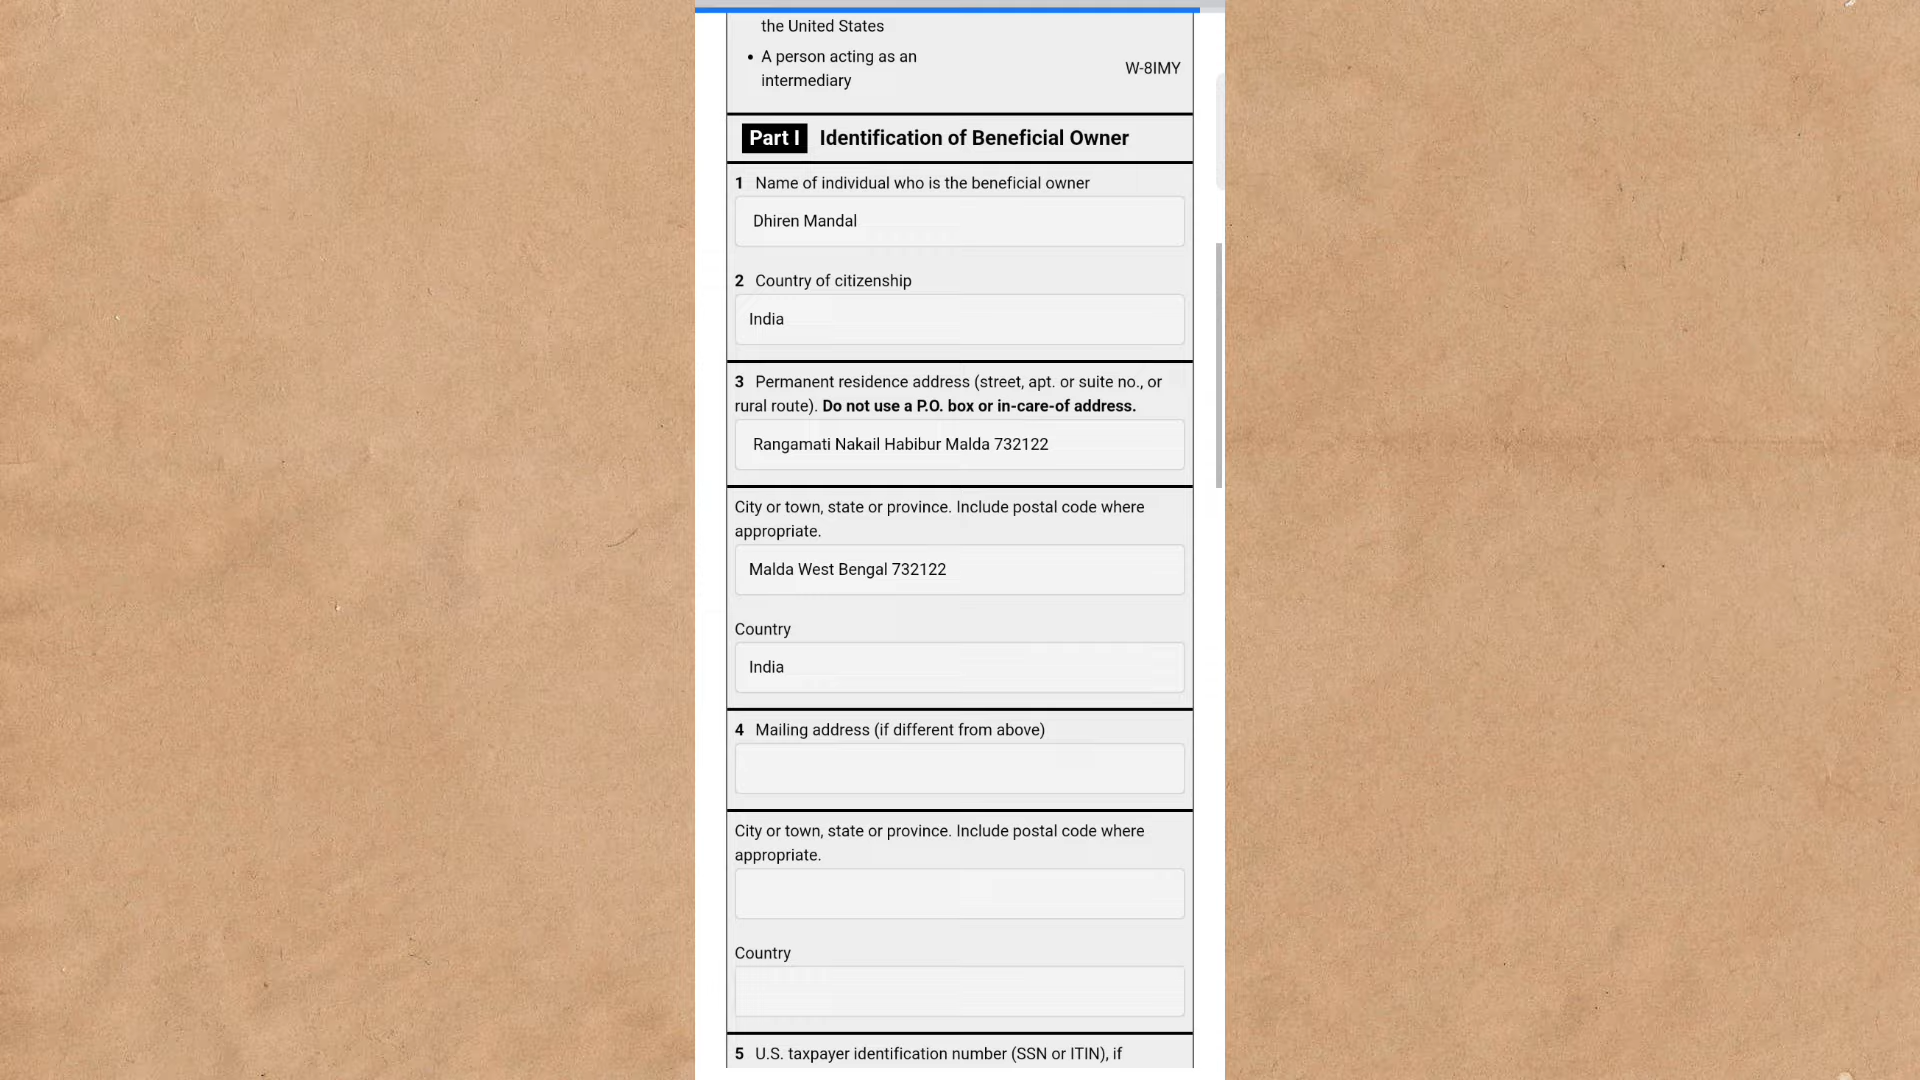 the United States
• A person acting as an
intermediary
W-8IMY
Part I Identification of Beneficial Owner
1 Name of individual who is the beneficial owner
Dhiren Mandal
2 Country of citizenship
India
3 Permanent residence address (street, apt. or suite no., or
rural route). Do not use a P.O. box or in-care-of address.
Rangamati Nakail Habibur Malda 732122
City or town, state or province. Include postal code where
appropriate.
Malda West Bengal 732122
Country
India
4 Mailing address (if different from above)
City or town, state or province. Include postal code where
appropriate.
Country
5 U.S. taxpayer identification number (SSN or ITIN), if